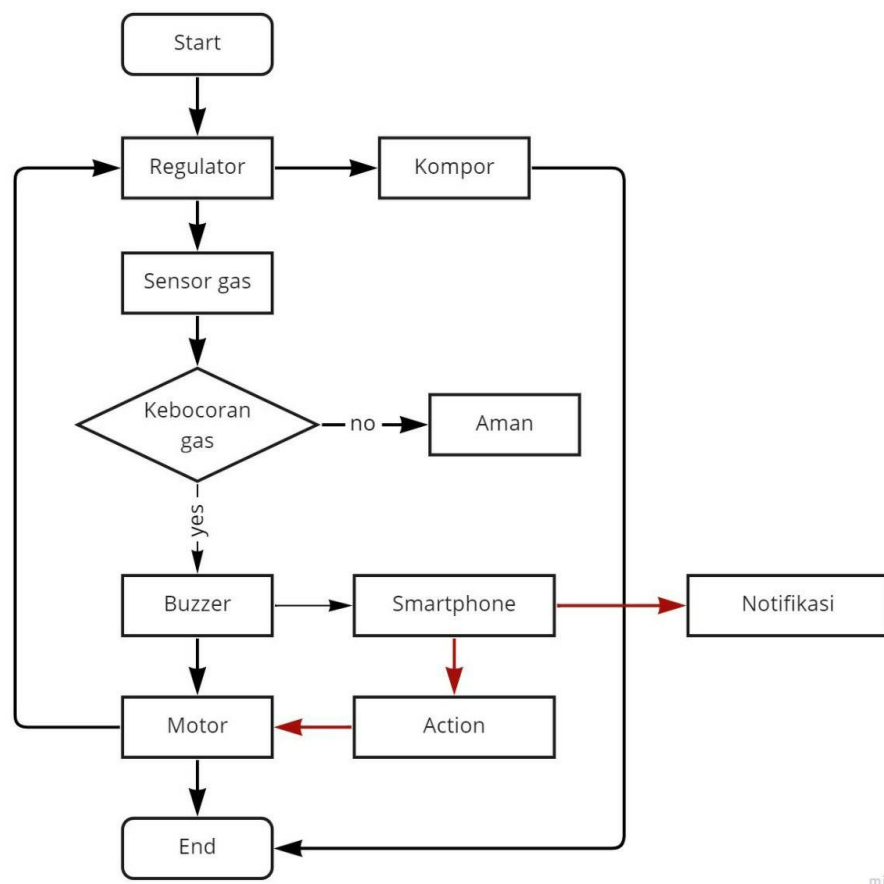 Start
Regulator
Kompor
Sensor gas
Kebocoran
gas
no
Aman
yes
Buzzer
Smartphone
Notifikasi
Motor
Action
End